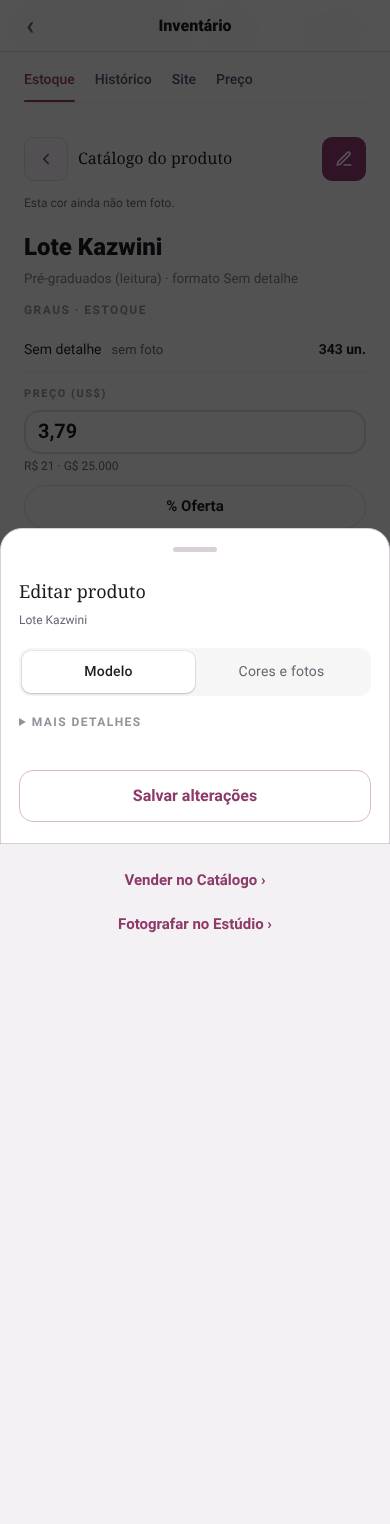 ‹ Inventário
Estoque Histórico Site Preço
Catálogo do produto
Esta cor ainda não tem foto.
Lote Kazwini
Pré-graduados (leitura) · formato Sem detalhe
GRAUS · ESTOQUE
Sem detalhe sem foto 343 un.
PREÇO (US$)
3,79
R$ 21 · G$ 25.000
% Oferta
Editar produto
Lote Kazwini
Modelo Cores e fotos
▸ MAIS DETALHES
Salvar alterações
Vender no Catálogo ›
Fotografar no Estúdio ›